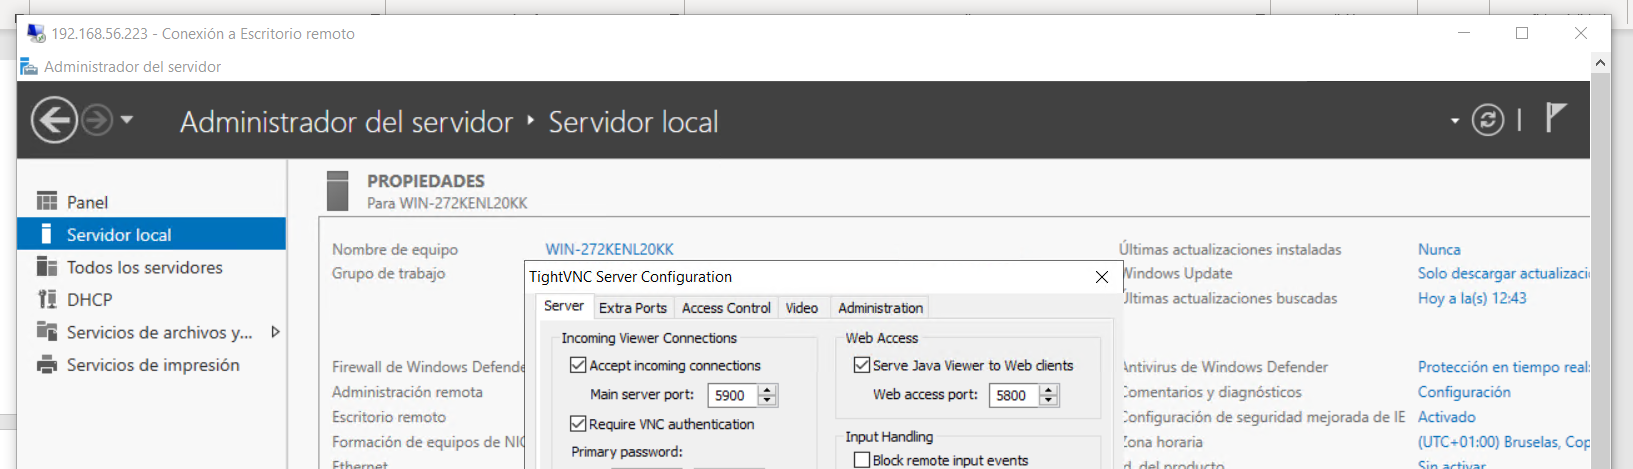 192.168.56.223 - Conexión a Escritorio remoto
Administrador del servidor
Administrador del servidor ‣ Servidor local
Panel
Servidor local
Todos los servidores
DHCP
Servicios de archivos y...
Servicios de impresión
PROPIEDADES
Para WIN-272KENL20KK
Nombre de equipo WIN-272KENL20KK
Grupo de trabajo
Firewall de Windows Defende
Administración remota
Escritorio remoto
Formación de equipos de NIC
Ethernet
TightVNC Server Configuration
Server Extra Ports Access Control Video Administration
Incoming Viewer Connections
Accept incoming connections
Main server port: 5900
Require VNC authentication
Primary password:
Web Access
Serve Java Viewer to Web clients
Web access port: 5800
Input Handling
Block remote input events
Últimas actualizaciones instaladas Nunca
Windows Update Solo descargar actualizaci
Últimas actualizaciones buscadas Hoy a la(s) 12:43
Antivirus de Windows Defender Protección en tiempo real:
Comentarios y diagnósticos Configuración
Configuración de seguridad mejorada de IE Activado
Zona horaria (UTC+01:00) Bruselas, Cop
d. del producto Sin activar